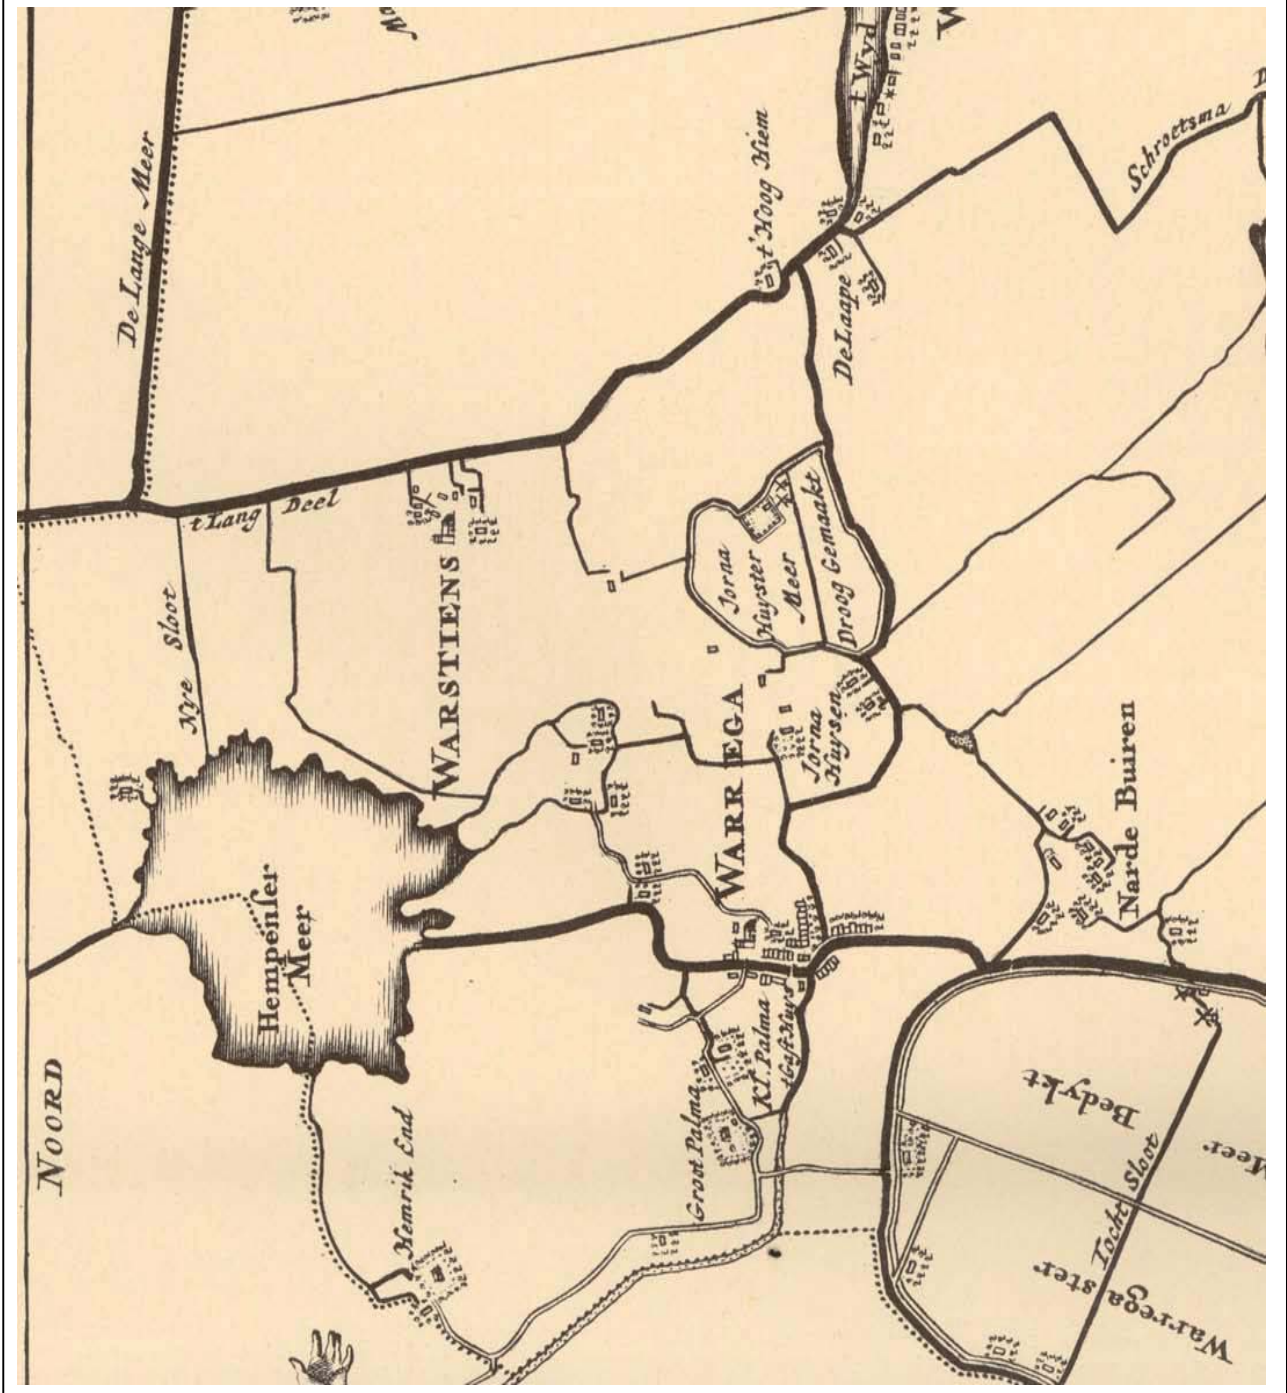 De Lange Meer
t Wyd
t'Hoog Hiem
Schroetsma
De Laape
t Lang Deel
Nye Sloot
WARSTIENS
Jorna
Huyster
Meer
Droog Gemaakt
Jorna
Huysen
WARREGA
Narde Buiren
Hempenſer
Meer
NOORD
Hemrik End
Groot Palma
Kl. Palma
t Gaſt Huys
Bedykt
Meer
Tocht Sloot
Warregaster